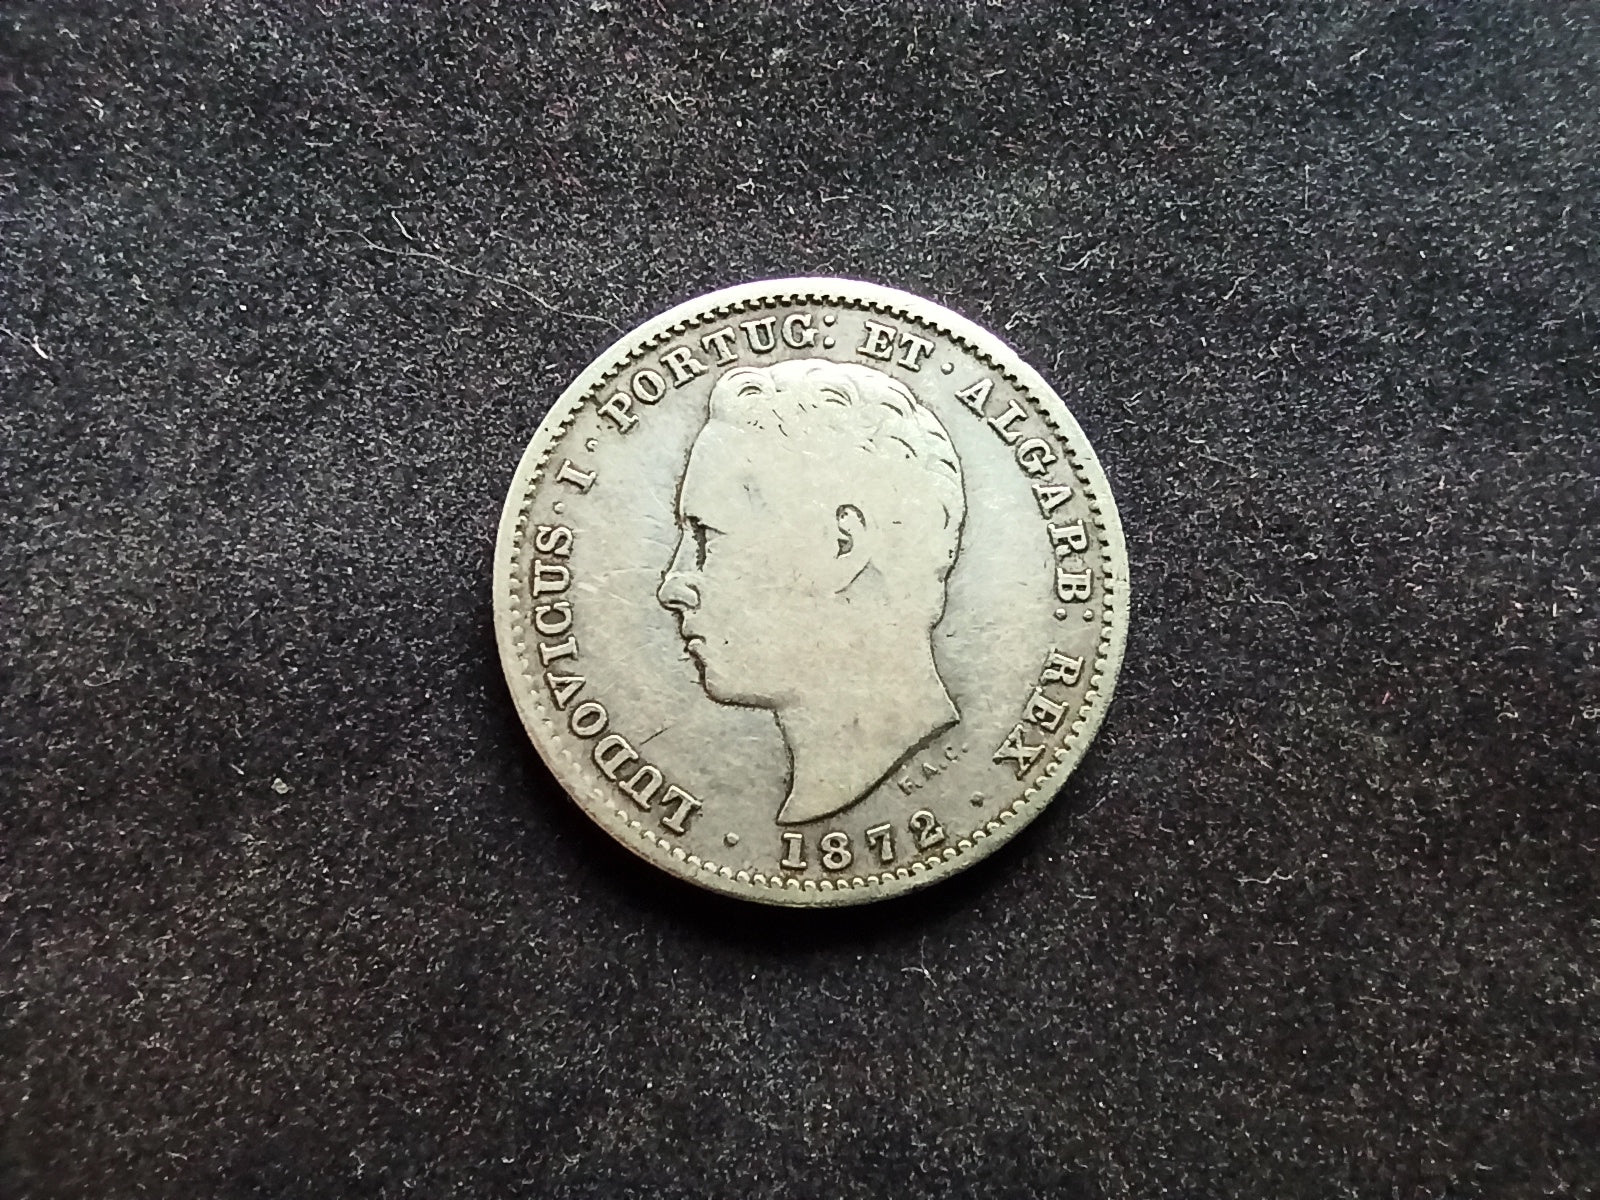 LUDOVICUS · I · PORTUG: ET · ALGARB: REX
· 1872 ·
F.A.C.